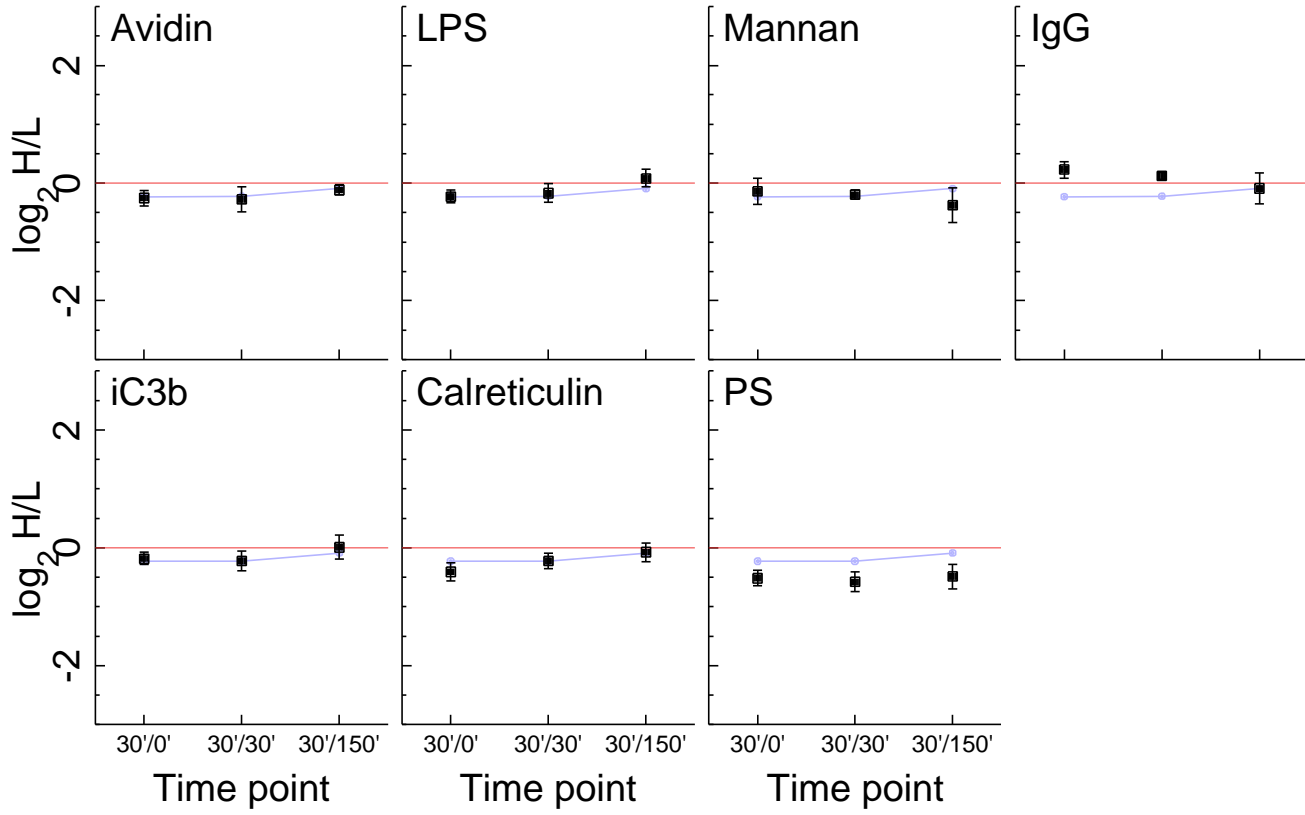 Avidin LPS Mannan IgG
2
0
-2
log2 H/L
iC3b Calreticulin PS
2
0
-2
log2 H/L
30'/0' 30'/30' 30'/150' 30'/0' 30'/30' 30'/150' 30'/0' 30'/30' 30'/150'
Time point Time point Time point